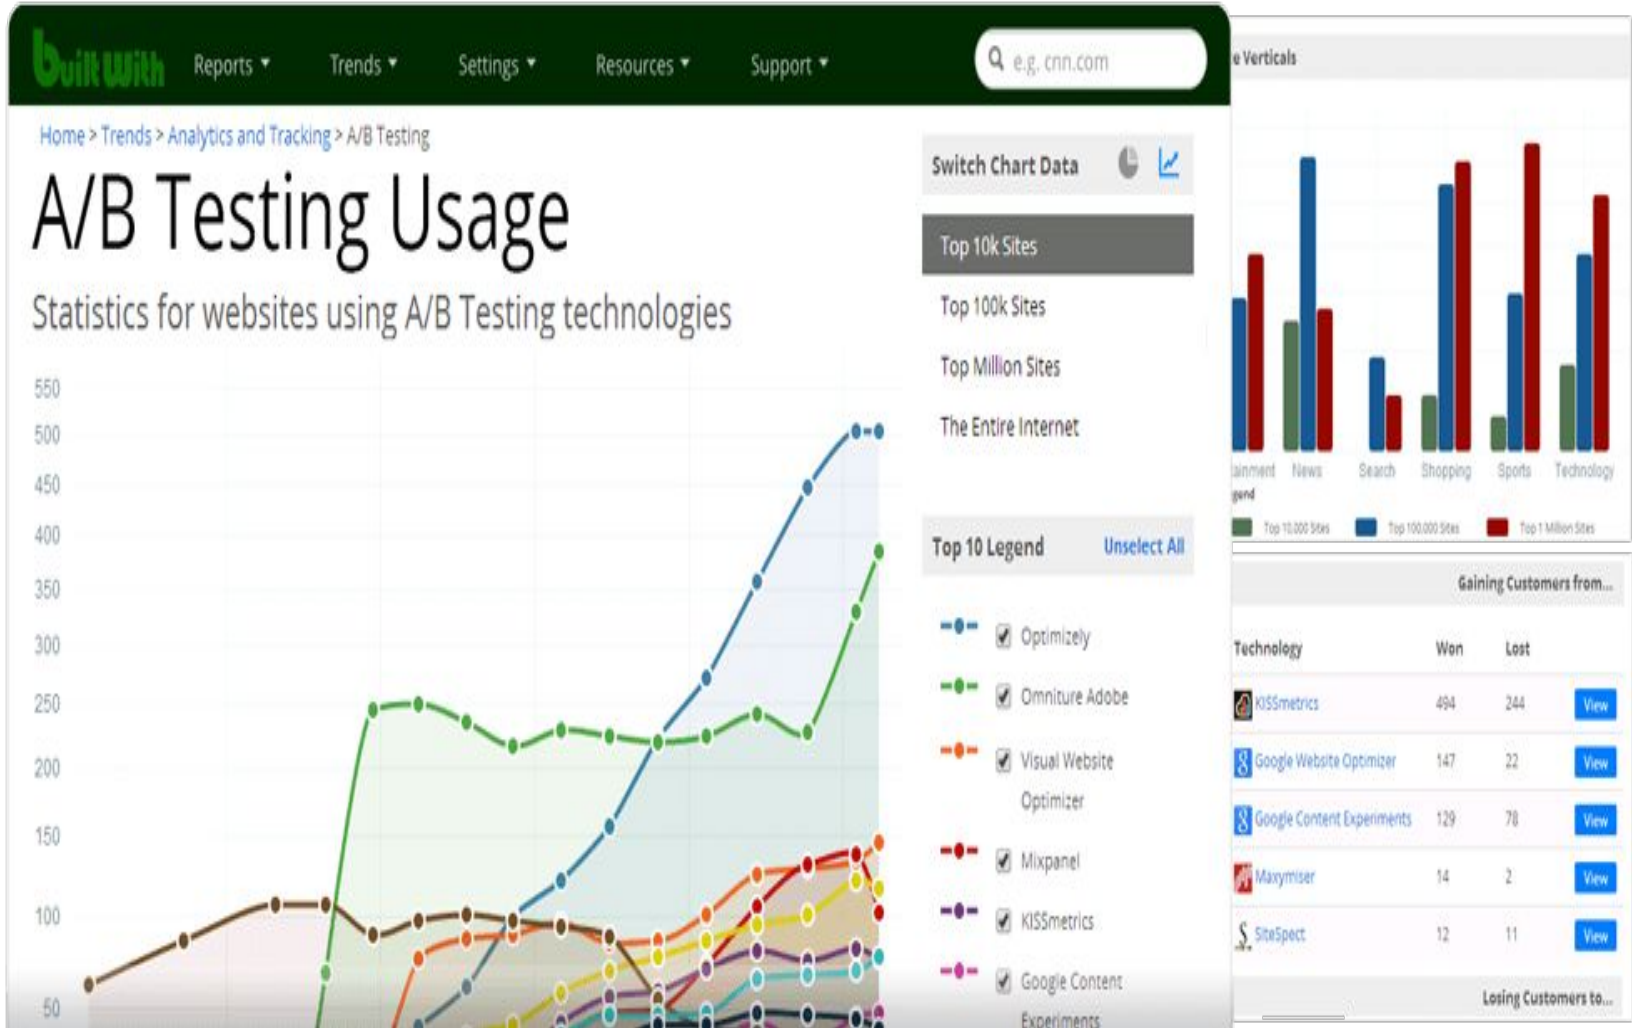 builtwith
Reports Trends Settings Resources Support
e.g. cnn.com
Home > Trends > Analytics and Tracking > A/B Testing
A/B Testing Usage
Statistics for websites using A/B Testing technologies
550
500
450
400
350
300
250
200
150
100
50
Switch Chart Data
Top 10k Sites
Top 100k Sites
Top Million Sites
The Entire Internet
Top 10 Legend Unselect All
Optimizely
Omniture Adobe
Visual Website
Optimizer
Mixpanel
KISSmetrics
Google Content
Experiments
e Verticals
tainment News Search Shopping Sports Technology
gend
Top 10,000 Sites Top 100,000 Sites Top 1 Million Sites
Gaining Customers from...
Technology Won Lost
KISSmetrics 494 244 View
Google Website Optimizer 147 22 View
Google Content Experiments 129 78 View
Maxymiser 14 2 View
SiteSpect 12 11 View
Losing Customers to...